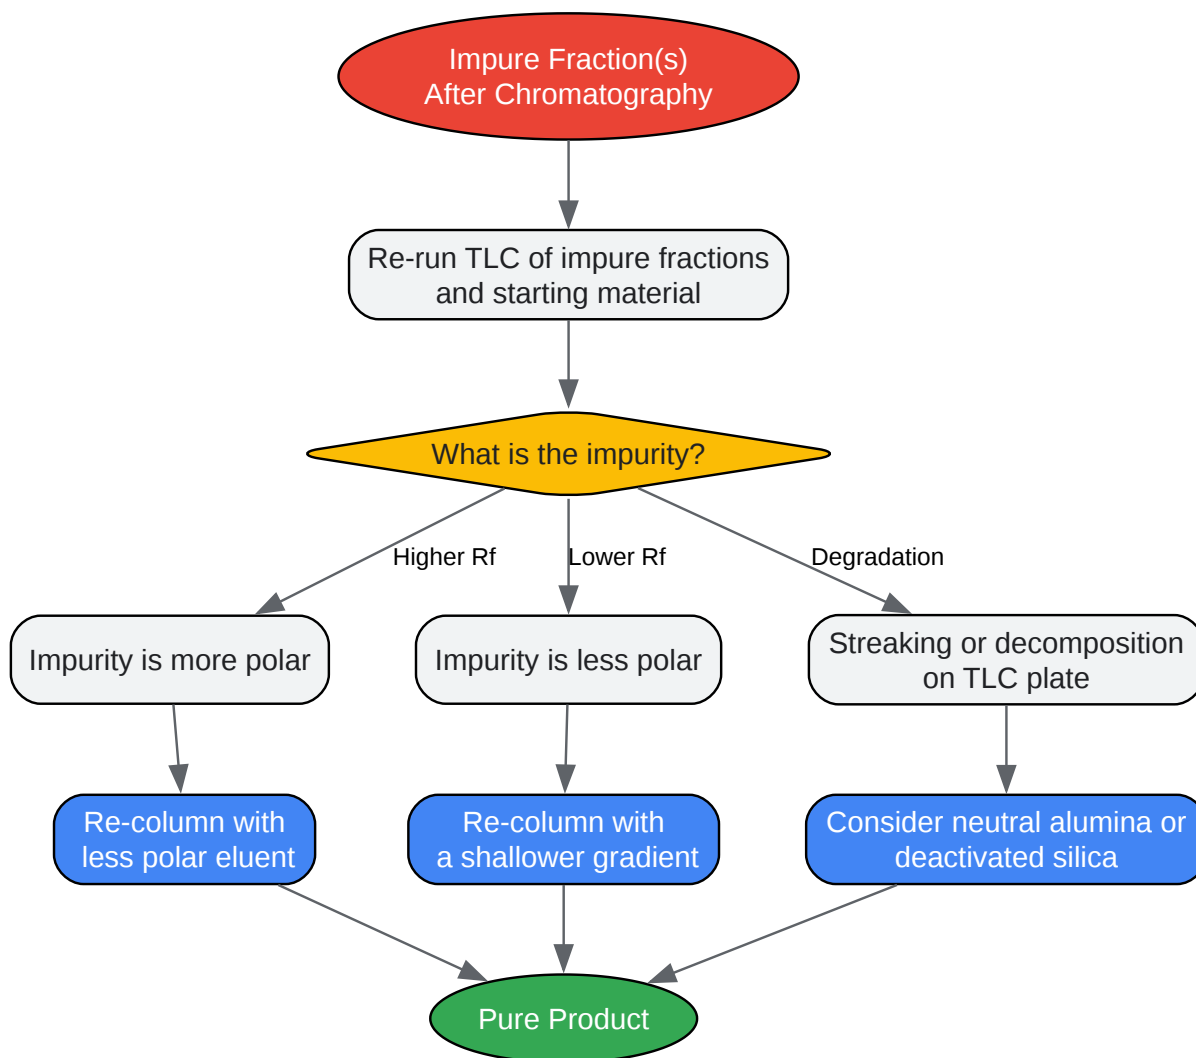 Impure Fraction(s)
After Chromatography
Re-run TLC of impure fractions
and starting material
What is the impurity?
Higher Rf
Lower Rf
Degradation
Impurity is more polar
Impurity is less polar
Streaking or decomposition
on TLC plate
Re-column with
less polar eluent
Re-column with
a shallower gradient
Consider neutral alumina or
deactivated silica
Pure Product